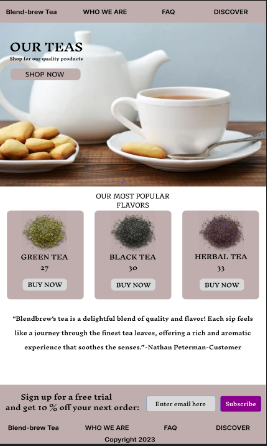 Blend-brew Tea WHO WE ARE FAQ DISCOVER
OUR TEAS
Shop for our quality products
SHOP NOW
OUR MOST POPULAR
FLAVORS
GREEN TEA BLACK TEA HERBAL TEA
27 30 33
BUY NOW BUY NOW BUY NOW
"Blendbrew's tea is a delightful blend of quality and flavor! Each sip feels
like a journey through the finest tea leaves, offering a rich and aromatic
experience that soothes the senses."-Nathan Peterman-Customer
Sign up for a free trial
and get 10 % off your next order:
Enter email here Subscribe
Blend-brew Tea WHO WE ARE FAQ DISCOVER
Copyright 2023